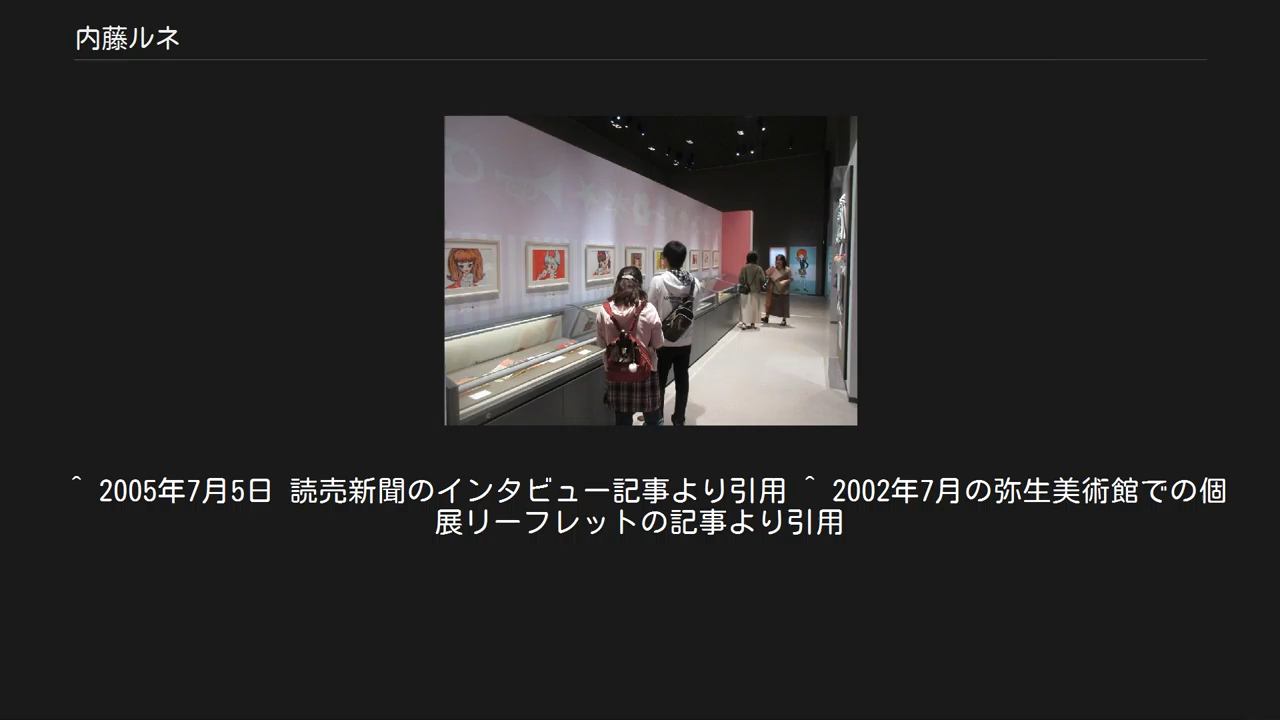 内藤ルネ
^ 2005年7月5日 読売新聞のインタビュー記事より引用 ^ 2002年7月の弥生美術館での個
展リーフレットの記事より引用